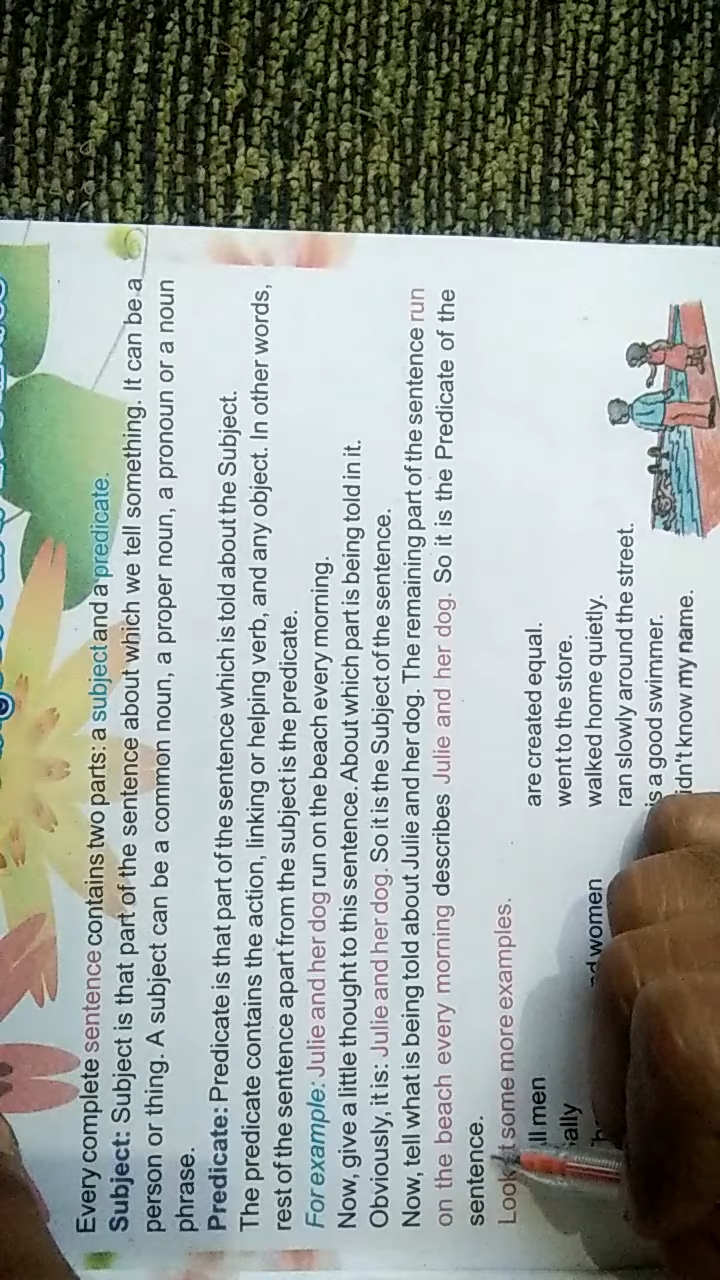 Every complete sentence contains two parts: a subject and a predicate.
Subject: Subject is that part of the sentence about which we tell something. It can be a
person or thing. A subject can be a common noun, a proper noun, a pronoun or a noun
phrase.
Predicate: Predicate is that part of the sentence which is told about the Subject.
The predicate contains the action, linking or helping verb, and any object. In other words,
rest of the sentence apart from the subject is the predicate.
For example: Julie and her dog run on the beach every morning.
Now, give a little thought to this sentence. About which part is being told in it.
Obviously, it is: Julie and her dog. So it is the Subject of the sentence.
Now, tell what is being told about Julie and her dog. The remaining part of the sentence run
on the beach every morning describes Julie and her dog. So it is the Predicate of the
sentence.
some more examples.
men are created equal.
went to the store.
women walked home quietly.
ran slowly around the street.
is a good swimmer.
know my name.